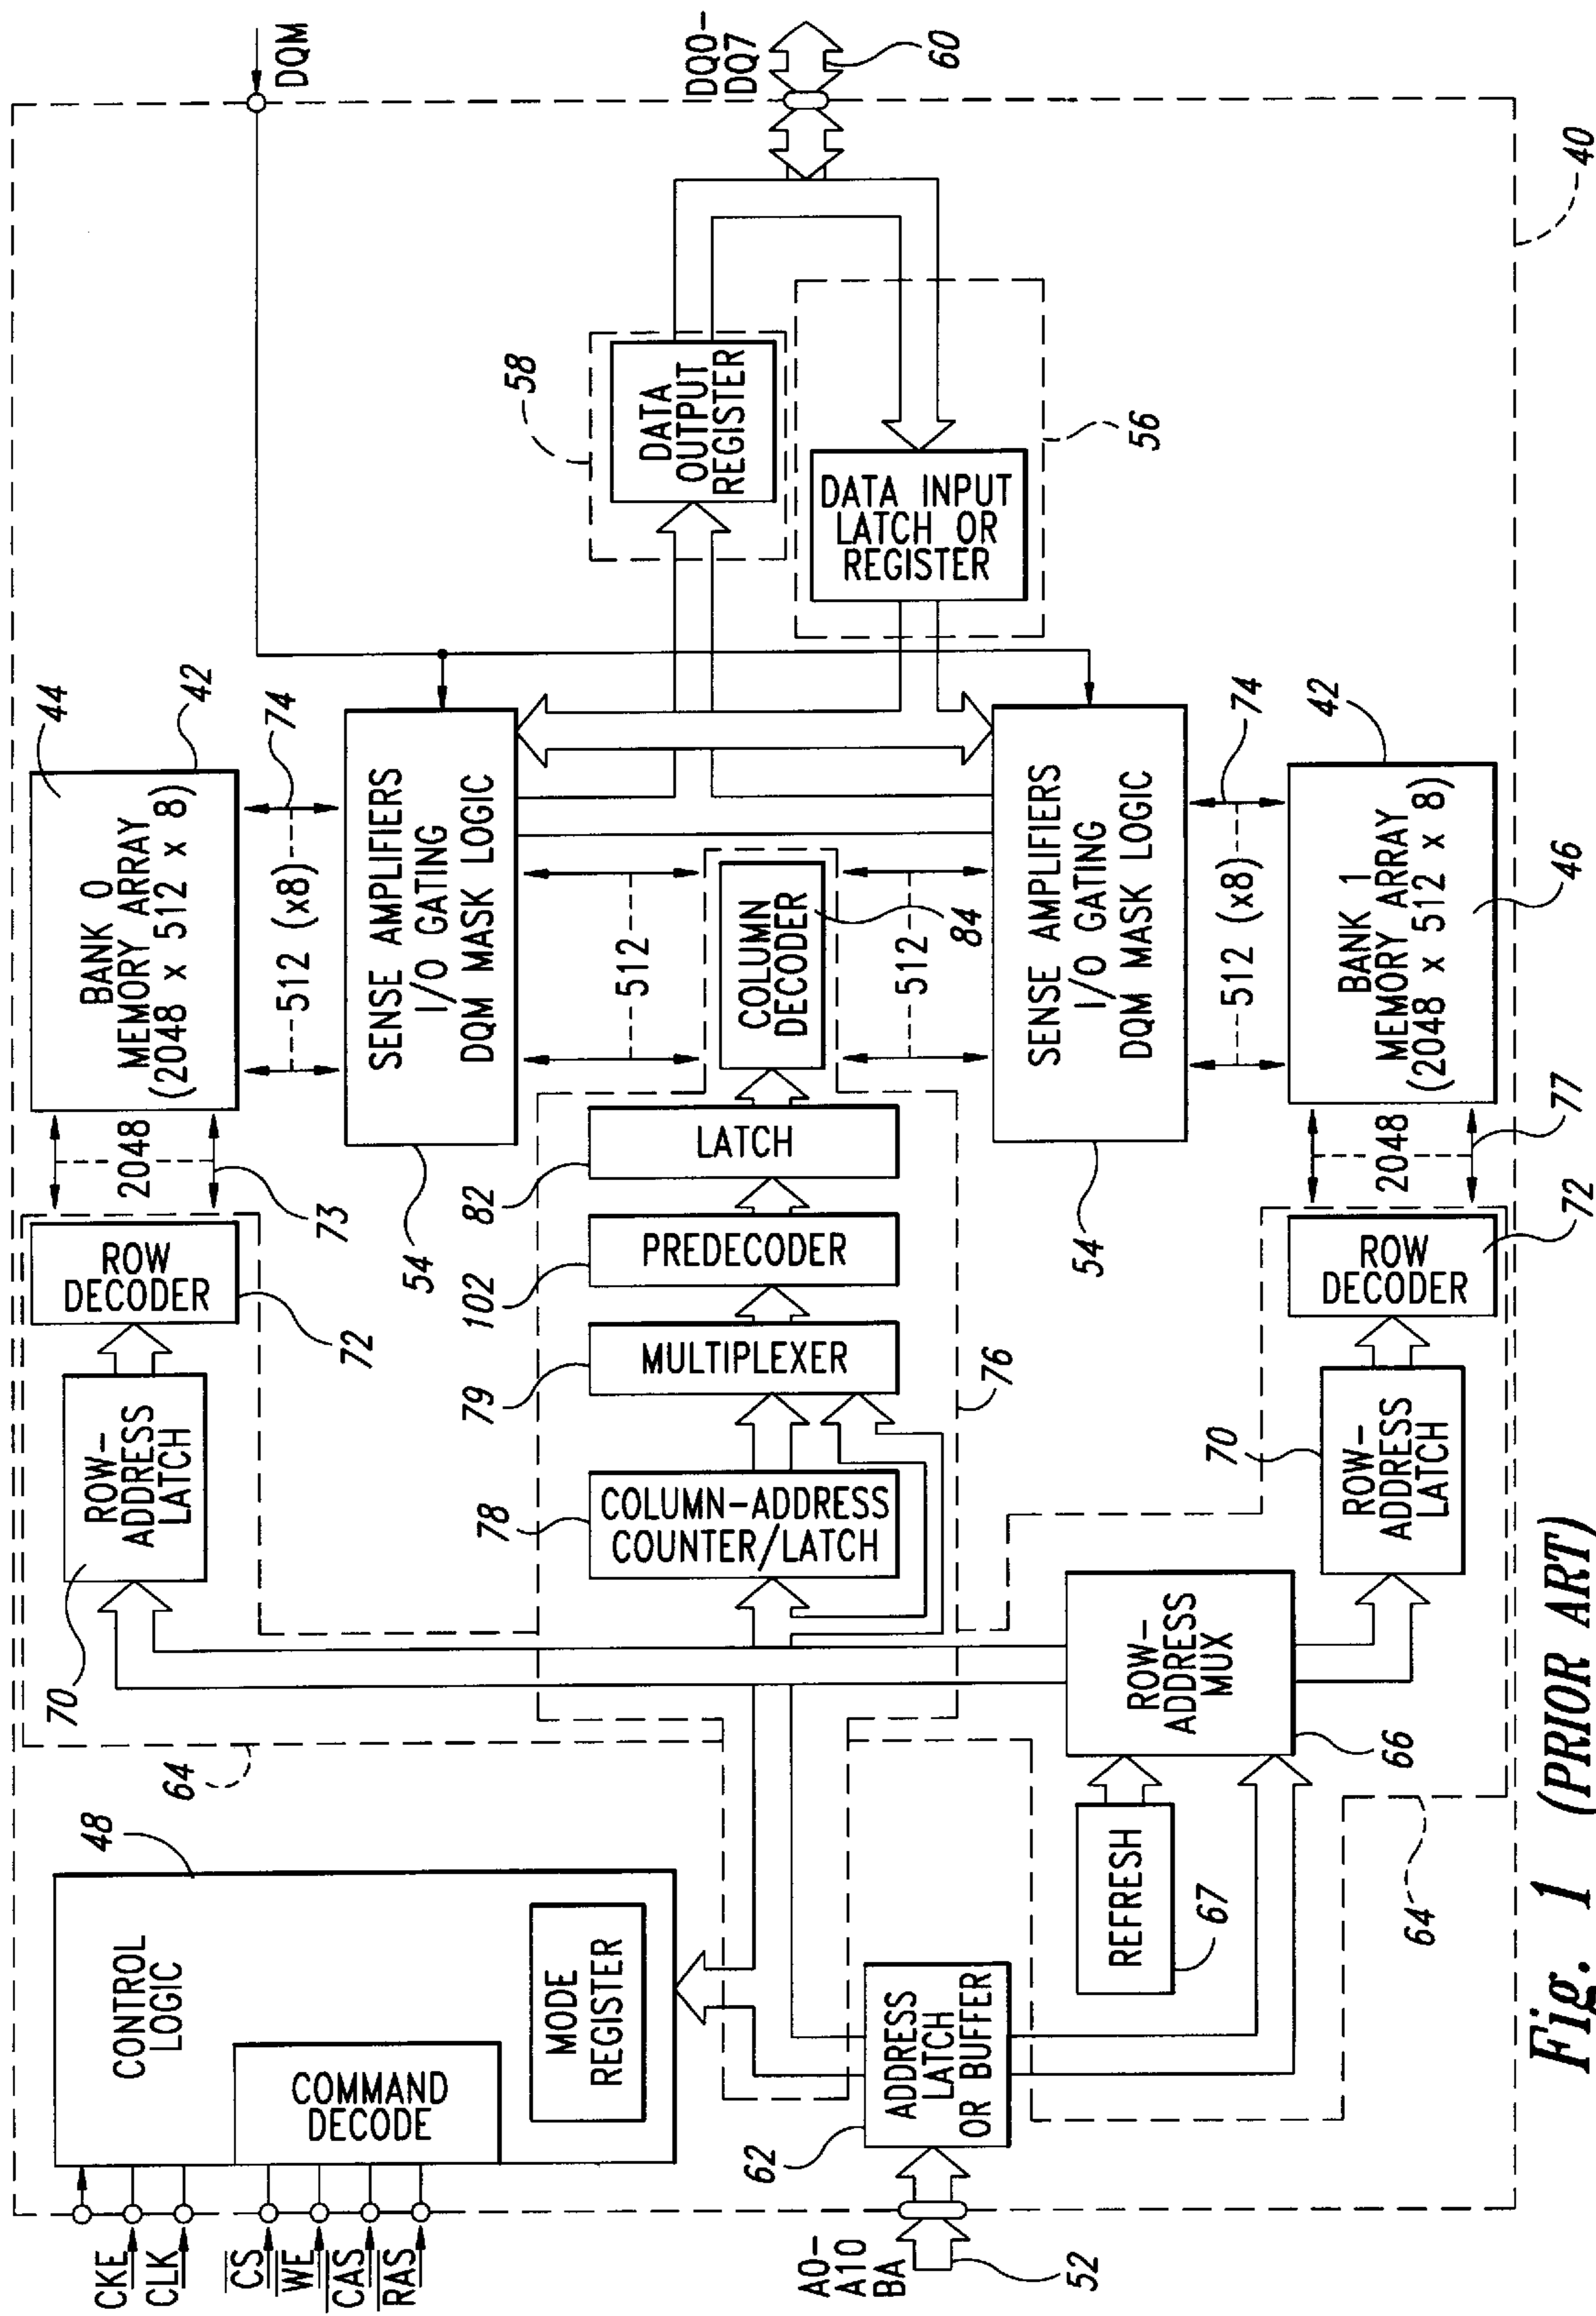 CKE
CLK
CS
WE
CAS
RAS
CONTROL
LOGIC
48
COMMAND
DECODE
MODE
REGISTER
A0-
A10
BA
52
62
ADDRESS
LATCH
OR BUFFER
REFRESH
67
64
64
ROW-
ADDRESS
MUX
66
70
ROW-
ADDRESS
LATCH
ROW
DECODER
72
2048
73
BANK 0
MEMORY ARRAY
(2048 x 512 x 8)
44
42
512 (x8)
74
SENSE AMPLIFIERS
I/O GATING
DQM MASK LOGIC
54
512
78
COLUMN-ADDRESS
COUNTER/LATCH
79
MULTIPLEXER
102
PREDECODER
82
LATCH
COLUMN
DECODER
84
76
512
SENSE AMPLIFIERS
I/O GATING
DQM MASK LOGIC
54
512 (x8)
74
70
ROW-
ADDRESS
LATCH
ROW
DECODER
72
2048
77
BANK 1
MEMORY ARRAY
(2048 x 512 x 8)
42
46
58
DATA
OUTPUT
REGISTER
DATA INPUT
LATCH OR
REGISTER
56
DQM
DQ0-
DQ7
60
40
Fig. 1 (PRIOR ART)